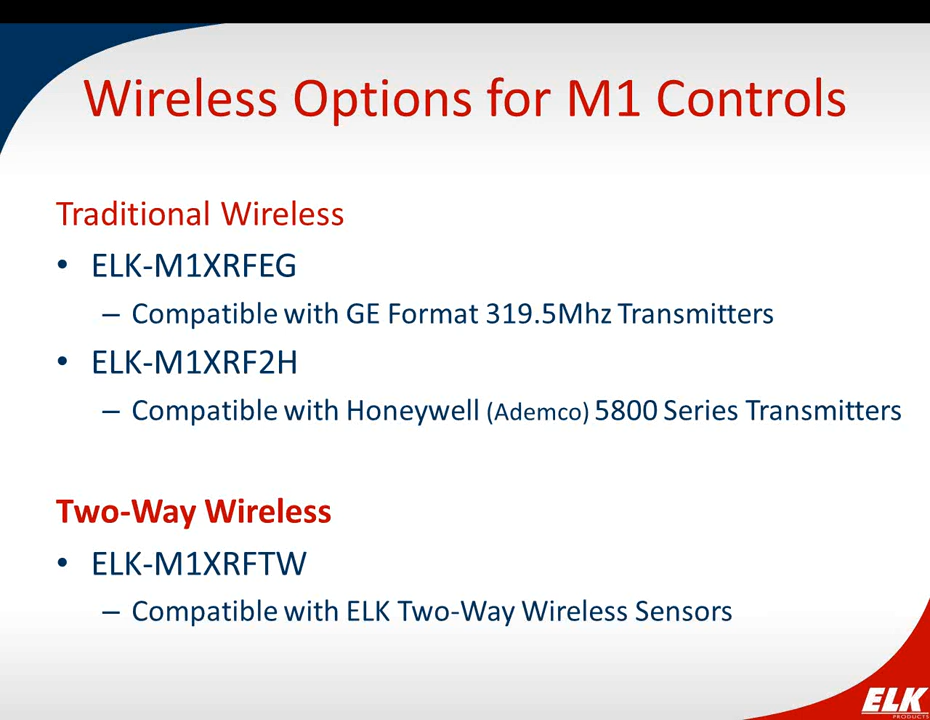 Wireless Options for M1 Controls
Traditional Wireless
• ELK-M1XRFEG
– Compatible with GE Format 319.5Mhz Transmitters
• ELK-M1XRF2H
– Compatible with Honeywell (Ademco) 5800 Series Transmitters
Two-Way Wireless
• ELK-M1XRFTW
– Compatible with ELK Two-Way Wireless Sensors
ELK
PRODUCTS